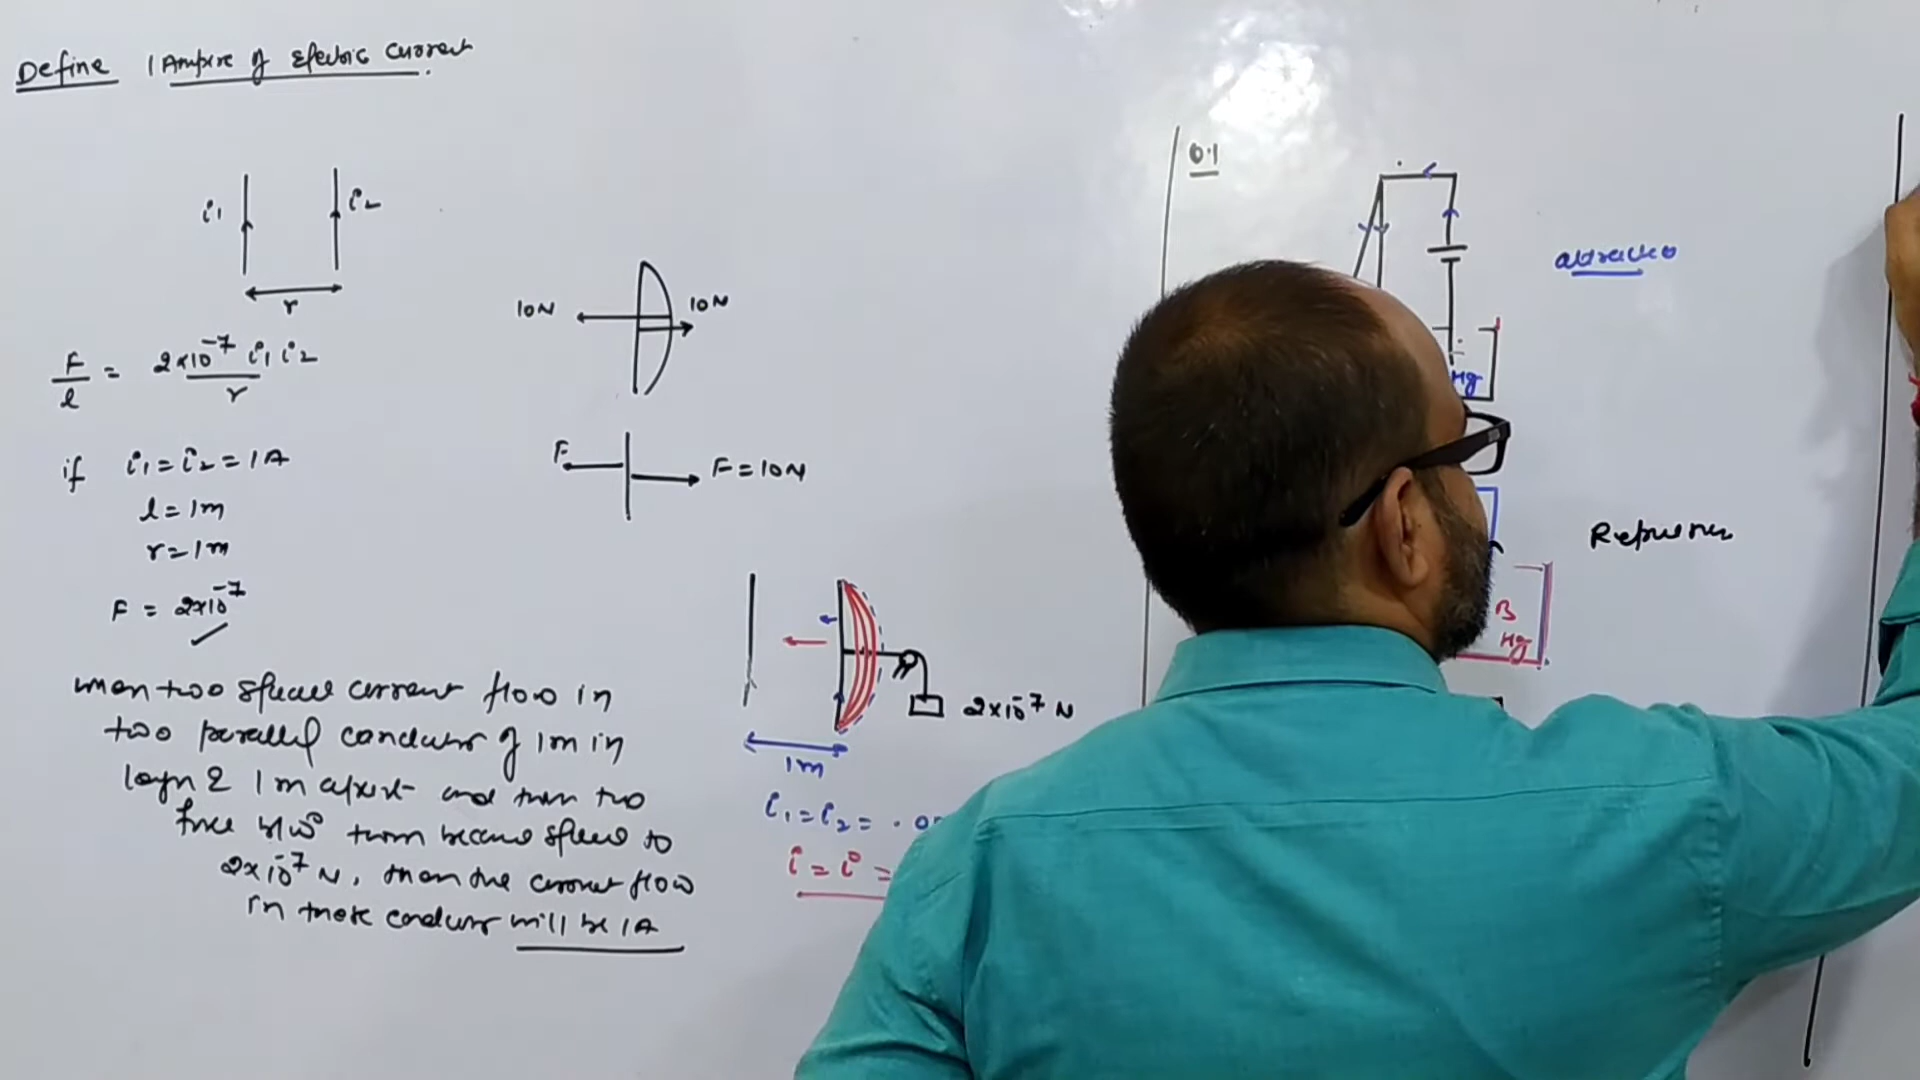 Define 1 Ampere of Electric Current
i₁
i₂
r
F/l = 2×10⁻⁷ i₁ i₂ / r
if i₁ = i₂ = 1A
l = 1m
r = 1m
F = 2×10⁻⁷
when two equal current flow in
two parallel conductor of 1m in
length & 1m apart and then the
force b/w them become equal to
2×10⁻⁷ N, then the current flow
in these conductor will be 1A
10N
10N
F
F = 10N
2×10⁻⁷ N
1m
i₁ = i₂ =
i = i =
Q.1
attraction
Hg
Repulsion
B
Hg